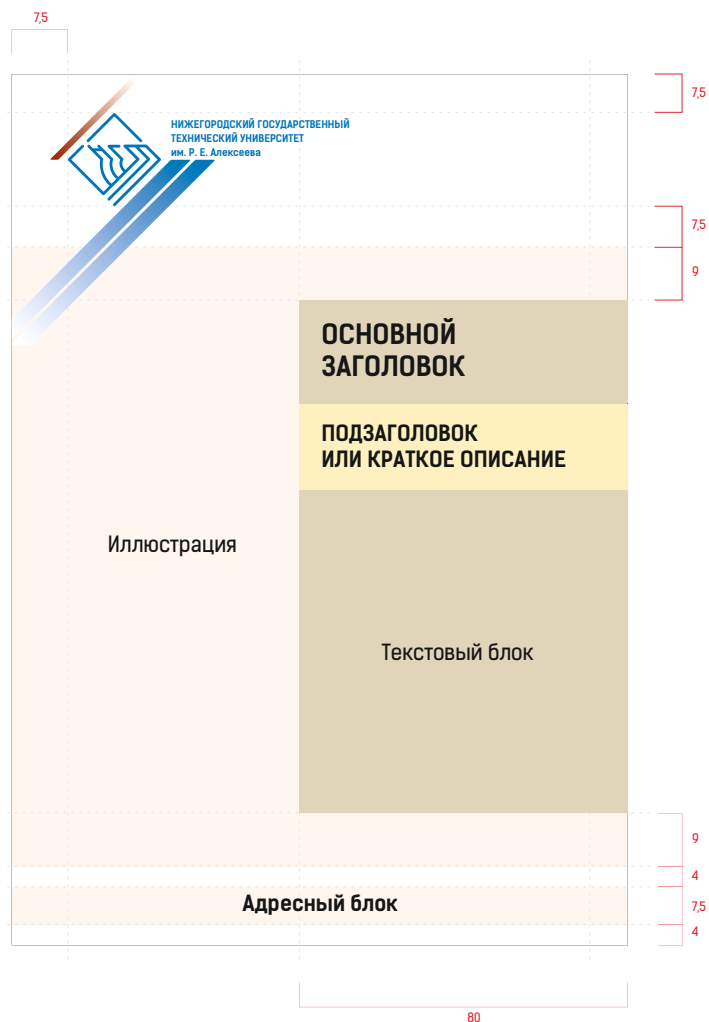 7,5
7,5
НИЖЕГОРОДСКИЙ ГОСУДАРСТВЕННЫЙ
ТЕХНИЧЕСКИЙ УНИВЕРСИТЕТ
им. Р. Е. Алексеева
7,5
9
ОСНОВНОЙ
ЗАГОЛОВОК
ПОДЗАГОЛОВОК
ИЛИ КРАТКОЕ ОПИСАНИЕ
Иллюстрация
Текстовый блок
9
4
Адресный блок
7,5
4
80